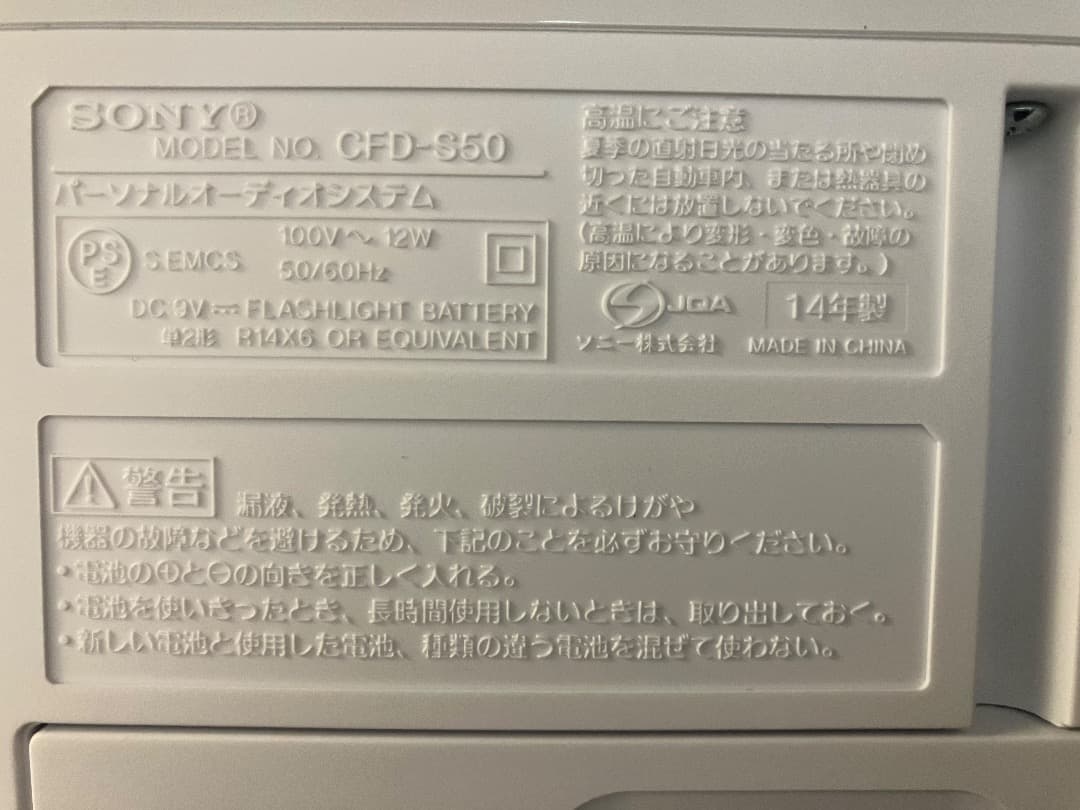 SONY®
MODEL NO. CFD-S50
パーソナルオーディオシステム
PS
E
SEMCS
100V～ 12W
50/60Hz
DC 9V⎓FLASHLIGHT BATTERY
単2形 R14X6 OR EQUIVALENT
高温にご注意
夏季の直射日光の当たる所や閉め
切った自動車内、または熱器具の
近くには放置しないでください。
(高温により変形・変色・故障の
原因になることがあります。)
JQA
14年製
ソニー株式会社 MADE IN CHINA
警告
漏液、発熱、発火、破裂によるけがや
機器の故障などを避けるため、下記のことを必ずお守りください。
・電池の⊕と⊖の向きを正しく入れる。
・電池を使いきったとき、長時間使用しないときは、取り出しておく。
・新しい電池と使用した電池、種類の違う電池を混ぜて使わない。